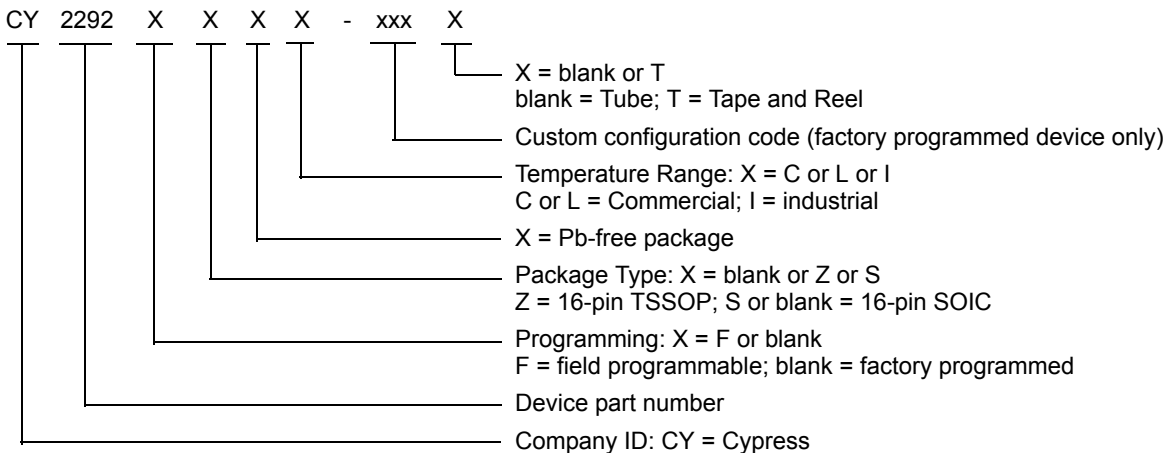 CY 2292 X X X X - xxx X
X = blank or T
blank = Tube; T = Tape and Reel
Custom configuration code (factory programmed device only)
Temperature Range: X = C or L or I
C or L = Commercial; I = industrial
X = Pb-free package
Package Type: X = blank or Z or S
Z = 16-pin TSSOP; S or blank = 16-pin SOIC
Programming: X = F or blank
F = field programmable; blank = factory programmed
Device part number
Company ID: CY = Cypress